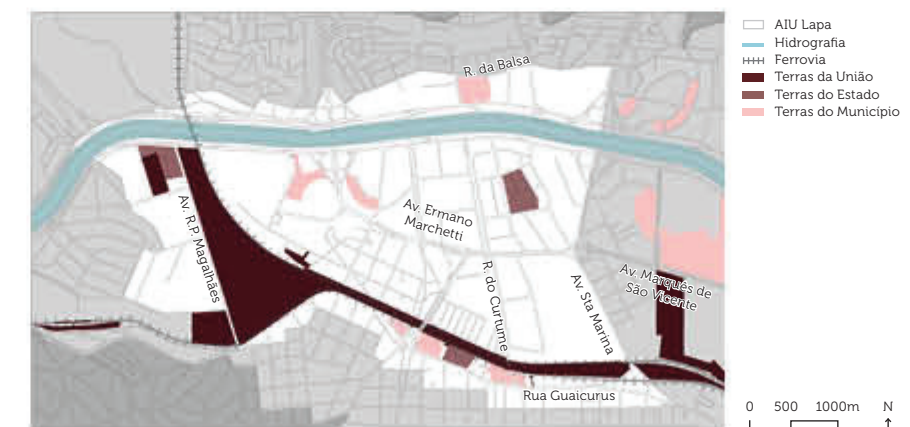 R. da Balsa
Av. R.P. Magalhães
Av. Ermano
Marchetti
R. do Curtume
Av. Sta Marina
Av. Marquês de
São Vicente
Rua Guaicurus
AIU Lapa
Hidrografia
Ferrovia
Terras da União
Terras do Estado
Terras do Município
0 500 1000m N